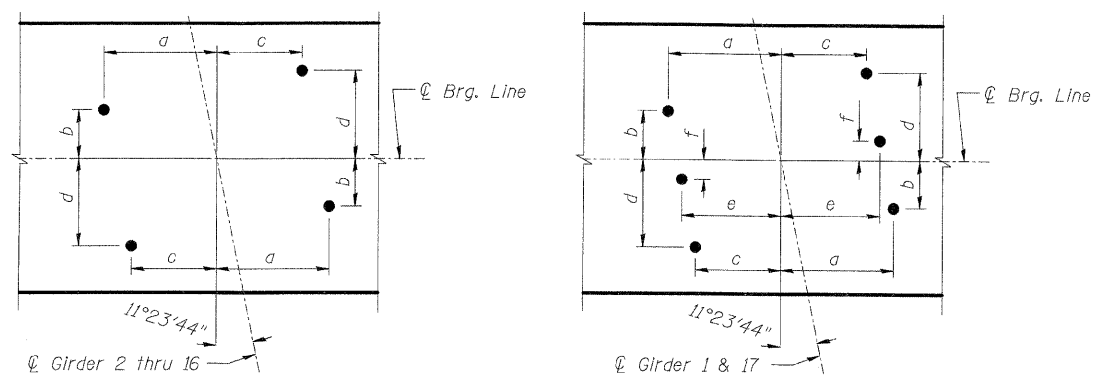 a
c
b
d
d
b
c
a
℄ Brg. Line
11°23'44"
℄ Girder 2 thru 16
a
c
b
f
d
f
d
b
e
e
c
a
℄ Brg. Line
11°23'44"
℄ Girder 1 & 17